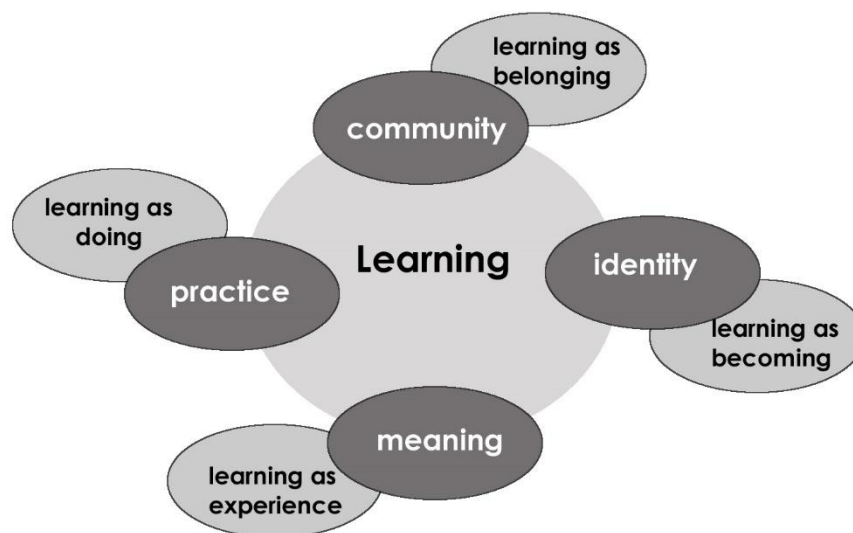 learning as
belonging
community
learning as
doing
practice
Learning
identity
learning as
becoming
meaning
learning as
experience